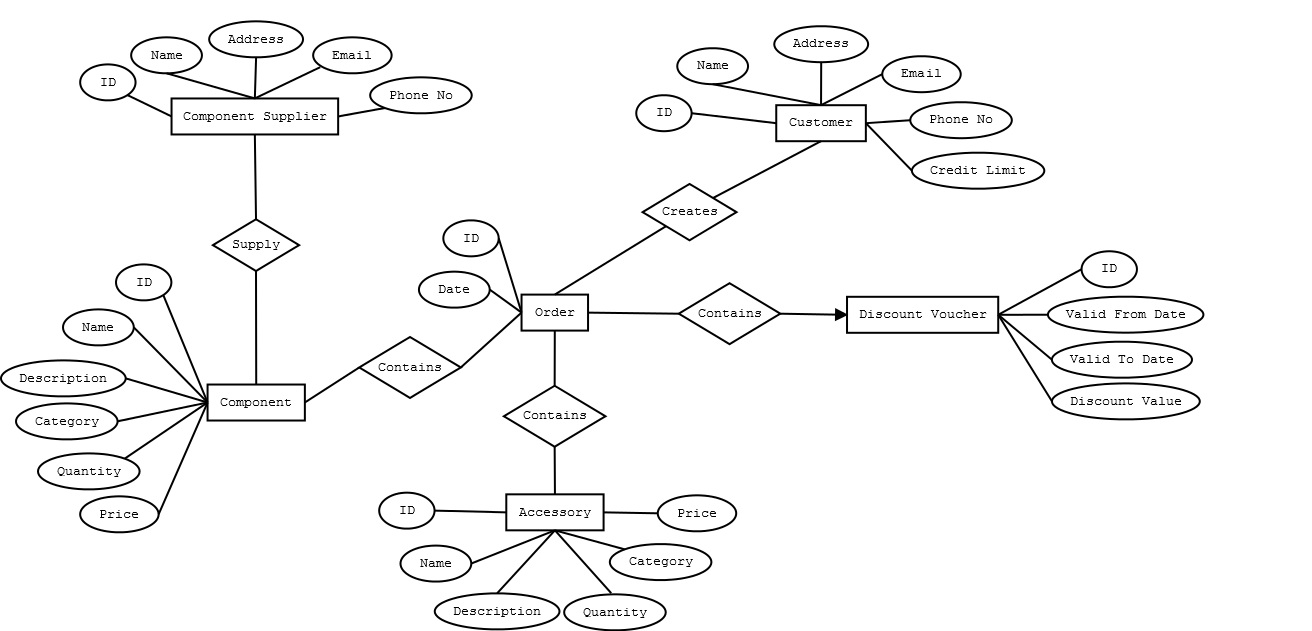 Address
Name
Email
ID
Phone No
Component Supplier
Address
Name
Email
ID
Customer
Phone No
Credit Limit
Creates
Supply
ID
Date
Order
Contains
Discount Voucher
ID
Valid From Date
Valid To Date
Discount Value
ID
Name
Description
Category
Quantity
Price
Component
Contains
Contains
ID
Accessory
Price
Name
Category
Description
Quantity